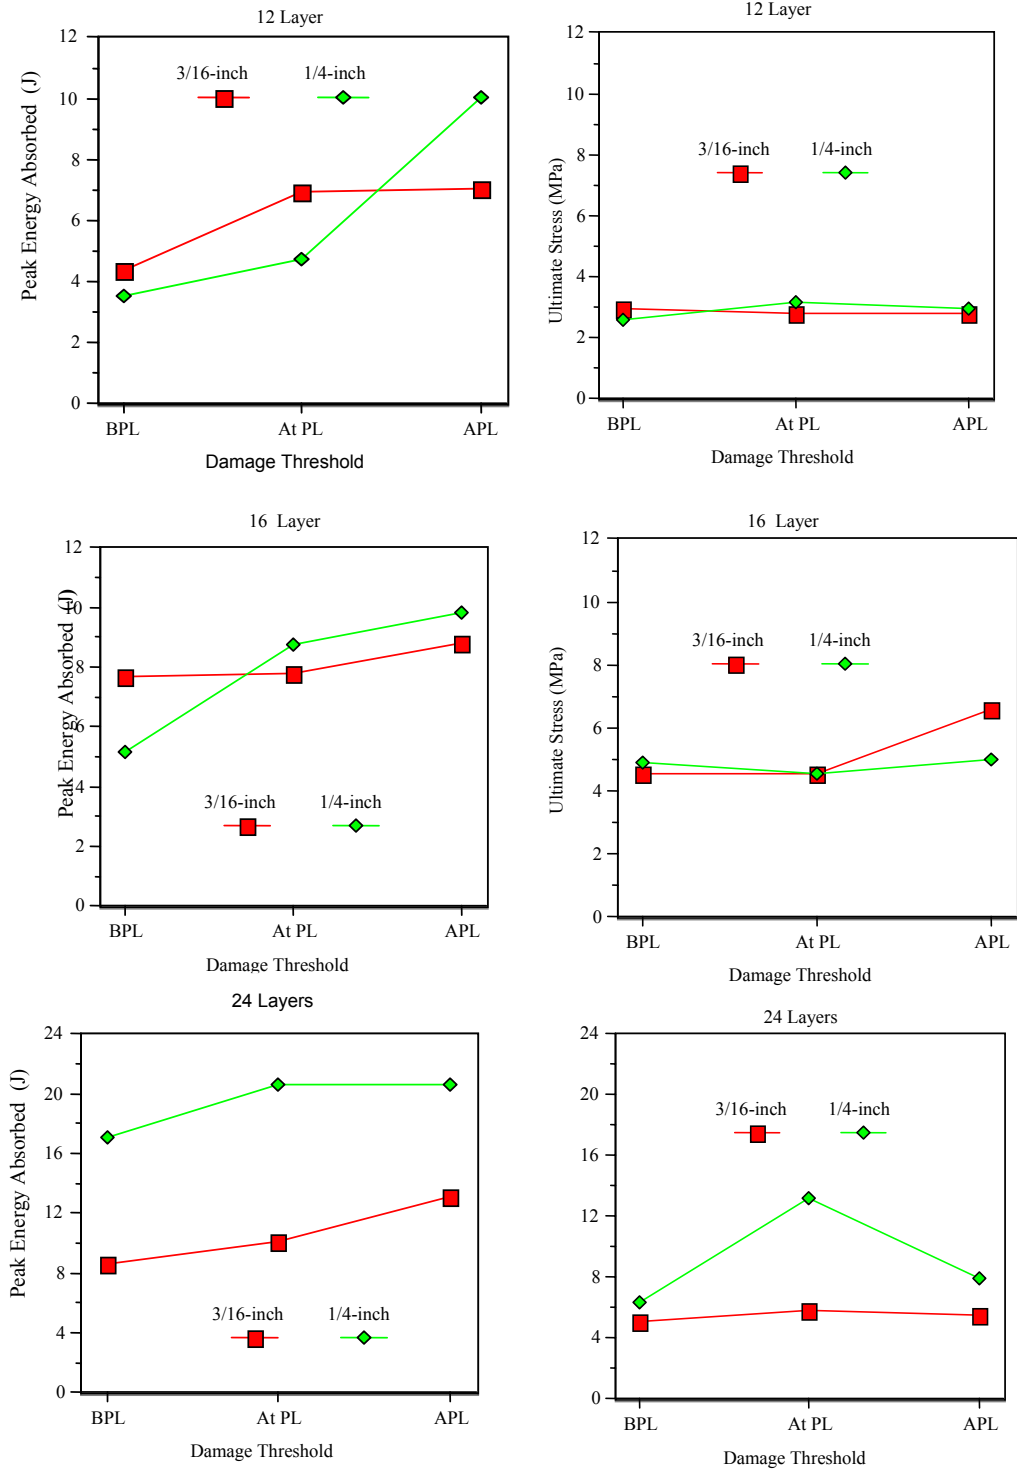 12 Layer
12
10
8
6
4
2
0
Peak Energy Absorbed (J)
3/16-inch 1/4-inch
BPL At PL APL
Damage Threshold
12 Layer
12
10
8
6
4
2
0
Ultimate Stress (MPa)
3/16-inch 1/4-inch
BPL At PL APL
Damage Threshold
16 Layer
12
10
8
6
4
2
0
Peak Energy Absorbed (J)
3/16-inch 1/4-inch
BPL At PL APL
Damage Threshold
16 Layer
12
10
8
6
4
2
0
Ultimate Stress (MPa)
3/16-inch 1/4-inch
BPL At PL APL
Damage Threshold
24 Layers
24
20
16
12
8
4
0
Peak Energy Absorbed (J)
3/16-inch 1/4-inch
BPL At PL APL
Damage Threshold
24 Layers
24
20
16
12
8
4
0
3/16-inch 1/4-inch
BPL At PL APL
Damage Threshold